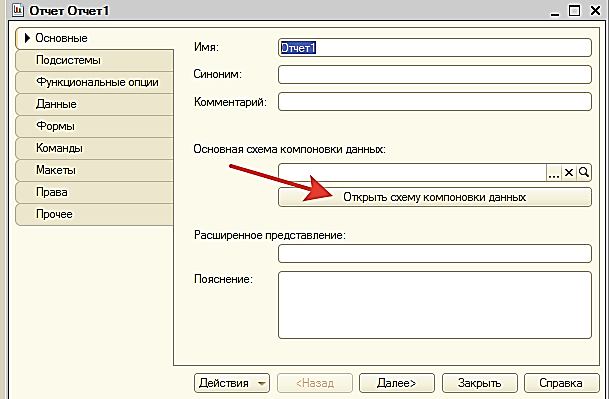 Отчет Отчет1
Основные
Подсистемы
Функциональные опции
Данные
Формы
Команды
Макеты
Права
Прочее
Имя: Отчет1
Синоним:
Комментарий:
Основная схема компоновки данных:
...
Открыть схему компоновки данных
Расширенное представление:
Пояснение:
Действия <Назад Далее> Закрыть Справка